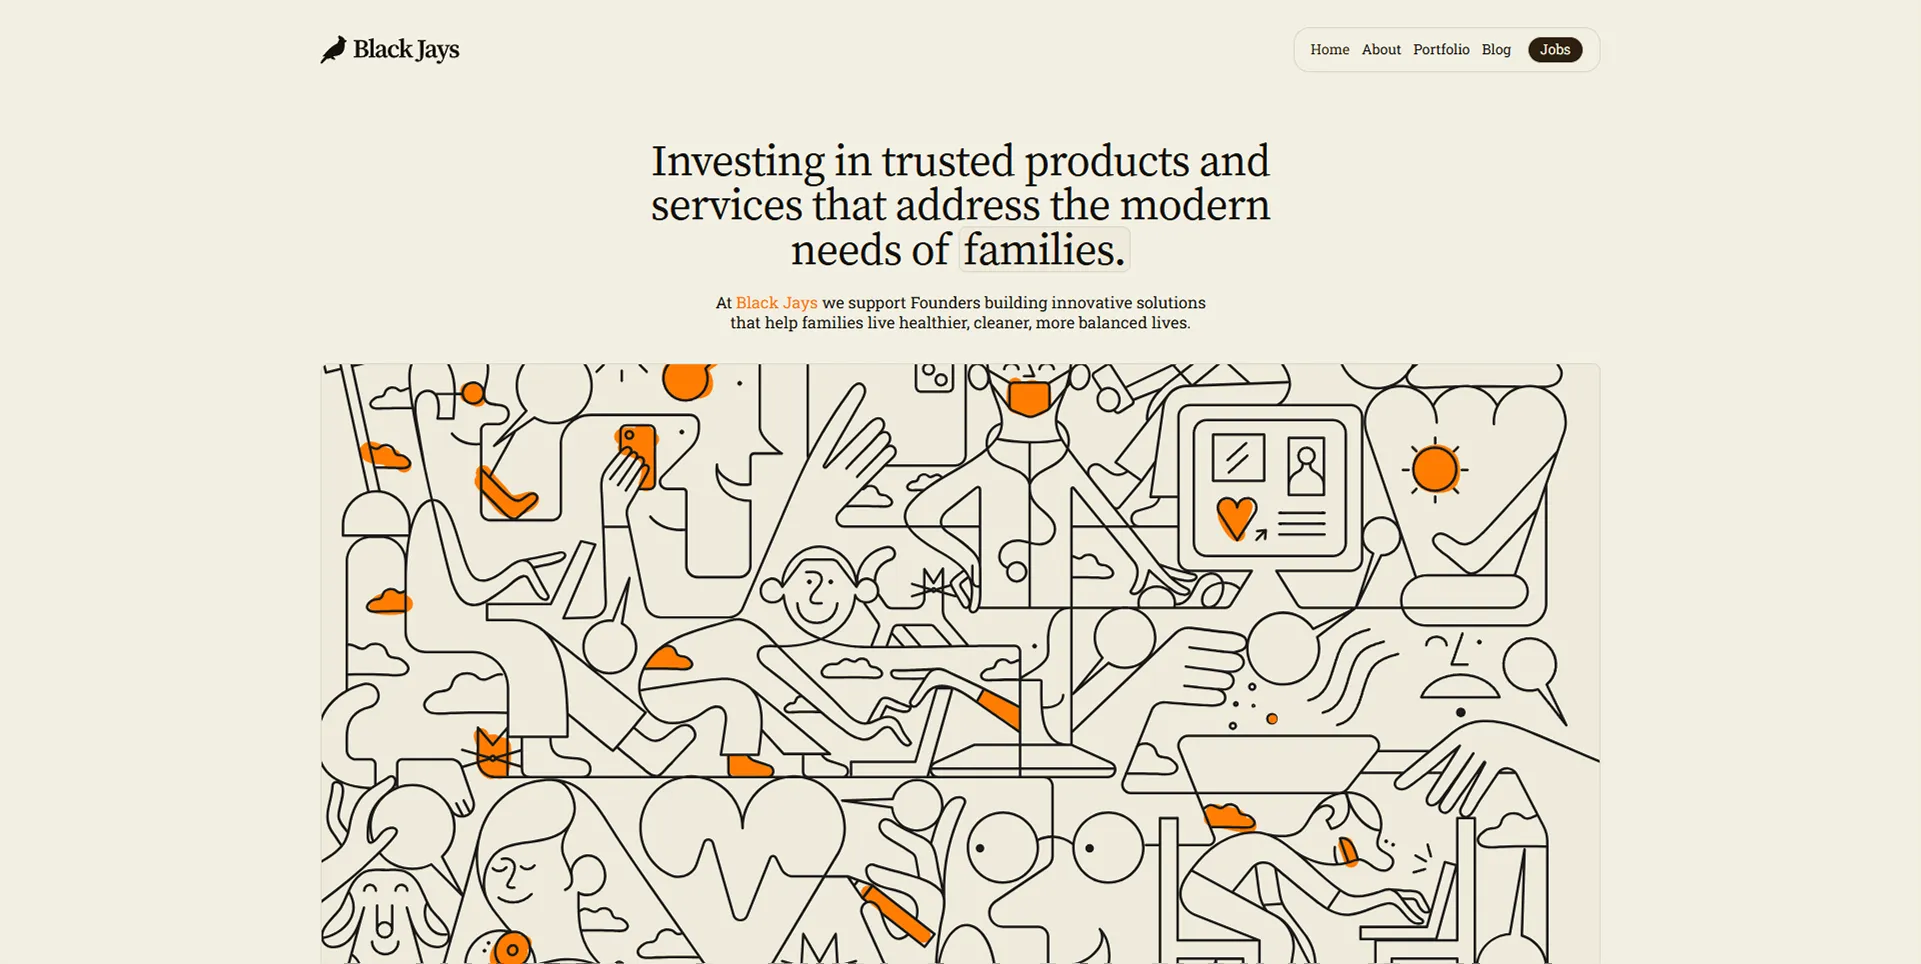 Black Jays
Home About Portfolio Blog Jobs
Investing in trusted products and
services that address the modern
needs of families.
At Black Jays we support Founders building innovative solutions
that help families live healthier, cleaner, more balanced lives.